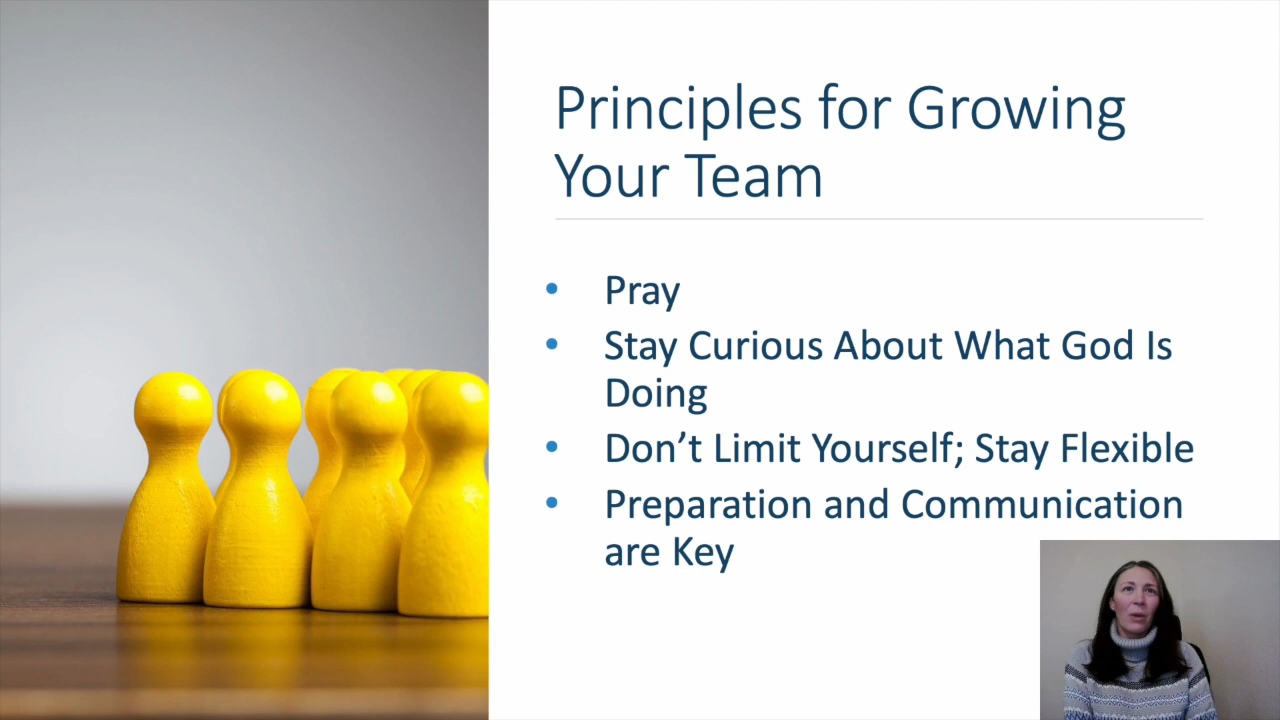 Principles for Growing
Your Team
• Pray
• Stay Curious About What God Is
Doing
• Don’t Limit Yourself; Stay Flexible
• Preparation and Communication
are Key